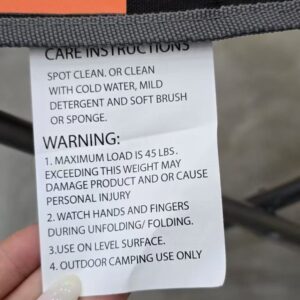 CARE INSTRUCTIONS
SPOT CLEAN. OR CLEAN
WITH COLD WATER, MILD
DETERGENT AND SOFT BRUSH
OR SPONGE.
WARNING:
1. MAXIMUM LOAD IS 45 LBS.
EXCEEDING THIS WEIGHT MAY
DAMAGE PRODUCT AND OR CAUSE
PERSONAL INJURY
2. WATCH HANDS AND FINGERS
DURING UNFOLDING/ FOLDING.
3.USE ON LEVEL SURFACE.
4. OUTDOOR CAMPING USE ONLY